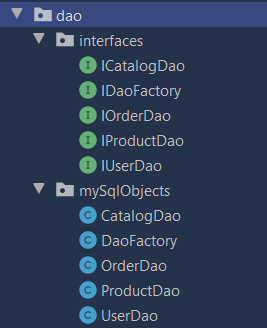 dao
interfaces
I ICatalogDao
I IDaoFactory
I IOrderDao
I IProductDao
I IUserDao
mySqlObjects
C CatalogDao
C DaoFactory
C OrderDao
C ProductDao
C UserDao